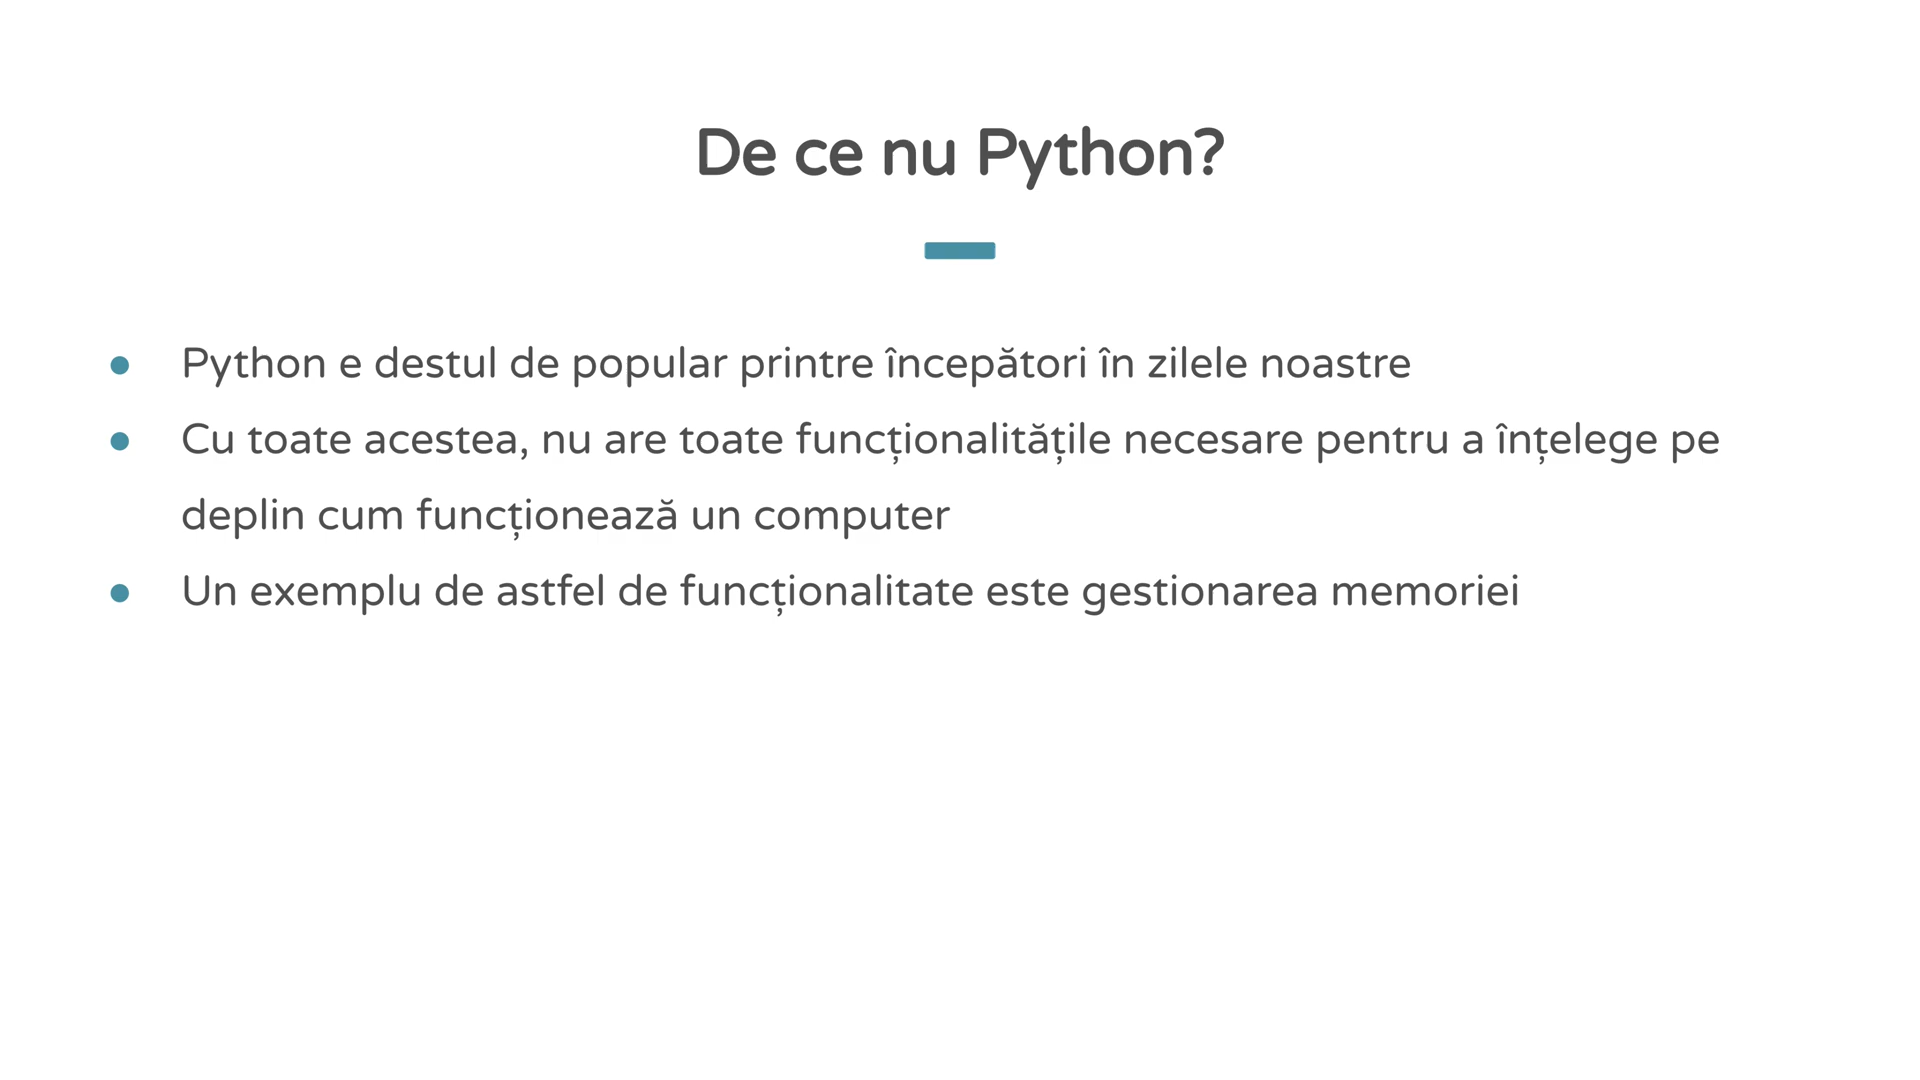 De ce nu Python?
Python e destul de popular printre începători în zilele noastre
Cu toate acestea, nu are toate funcționalitățile necesare pentru a înțelege pe
deplin cum funcționează un computer
Un exemplu de astfel de funcționalitate este gestionarea memoriei